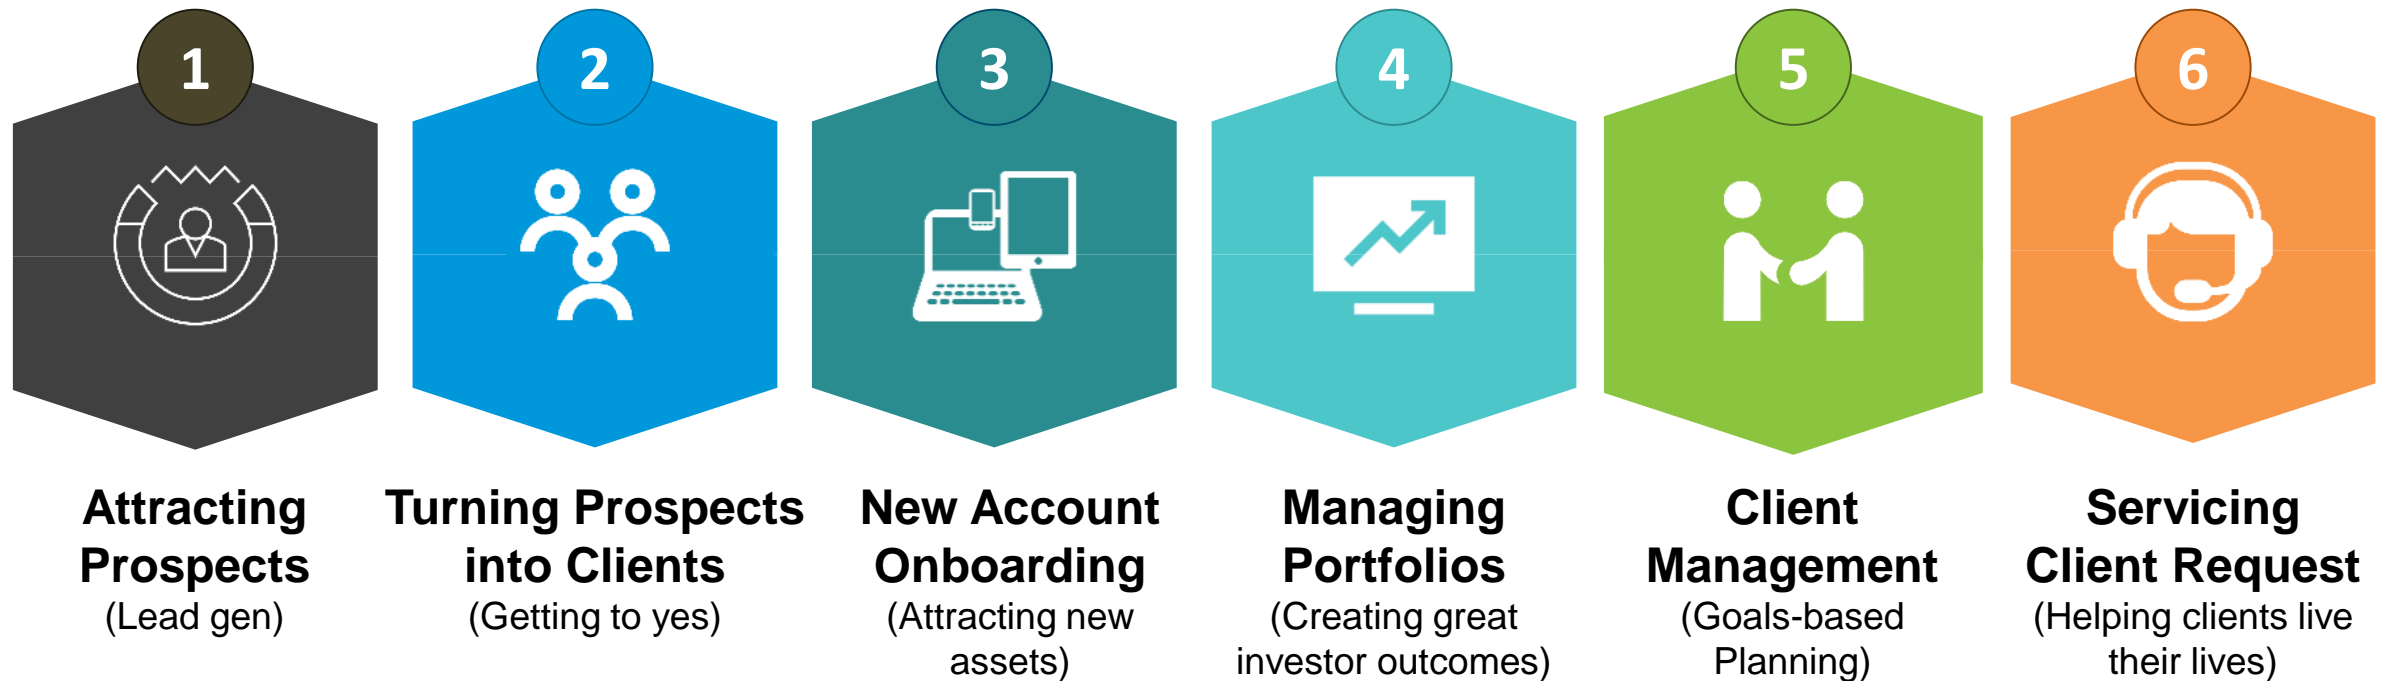 1
2
3
4
5
6
Attracting
Prospects
(Lead gen)
Turning Prospects
into Clients
(Getting to yes)
New Account
Onboarding
(Attracting new
assets)
Managing
Portfolios
(Creating great
investor outcomes)
Client
Management
(Goals-based
Planning)
Servicing
Client Request
(Helping clients live
their lives)